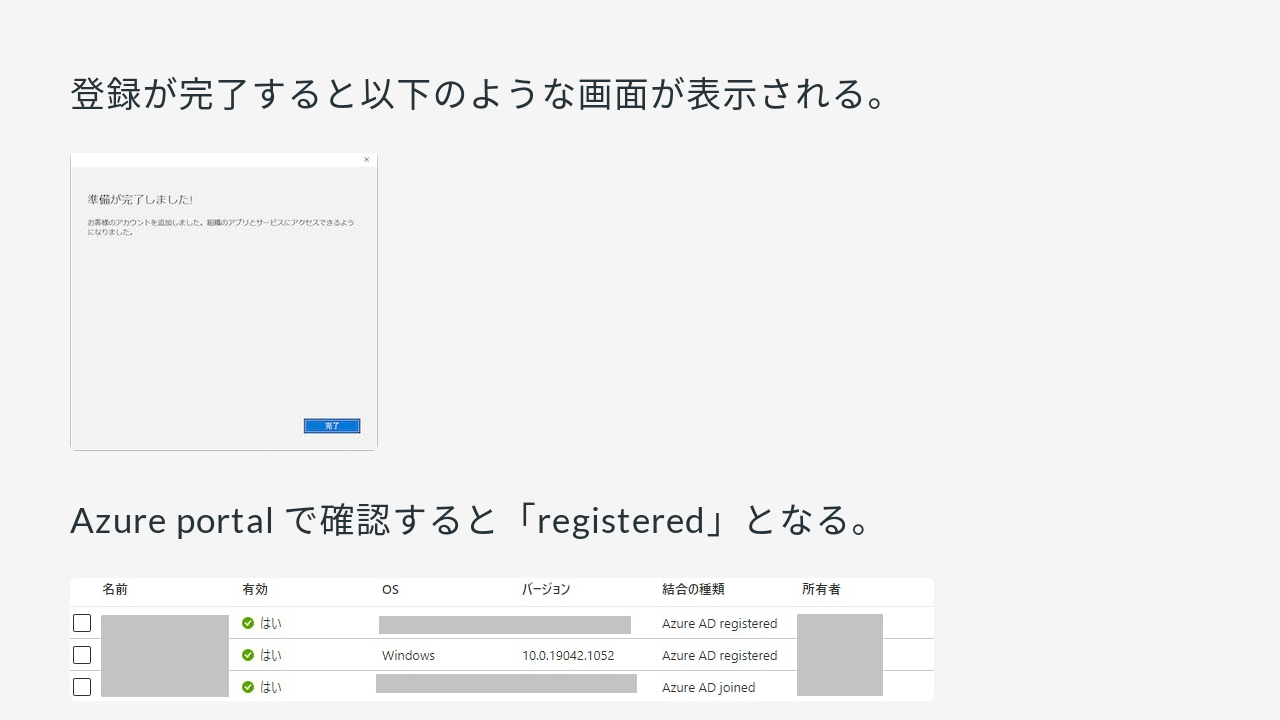 登録が完了すると以下のような画面が表示される。
×
準備が完了しました!
お客様のアカウントを追加しました。組織のアプリとサービスにアクセスできるよう
になりました。
完了
Azure portal で確認すると「registered」となる。
名前 有効 OS バージョン 結合の種類 所有者
はい Azure AD registered
はい Windows 10.0.19042.1052 Azure AD registered
はい Azure AD joined